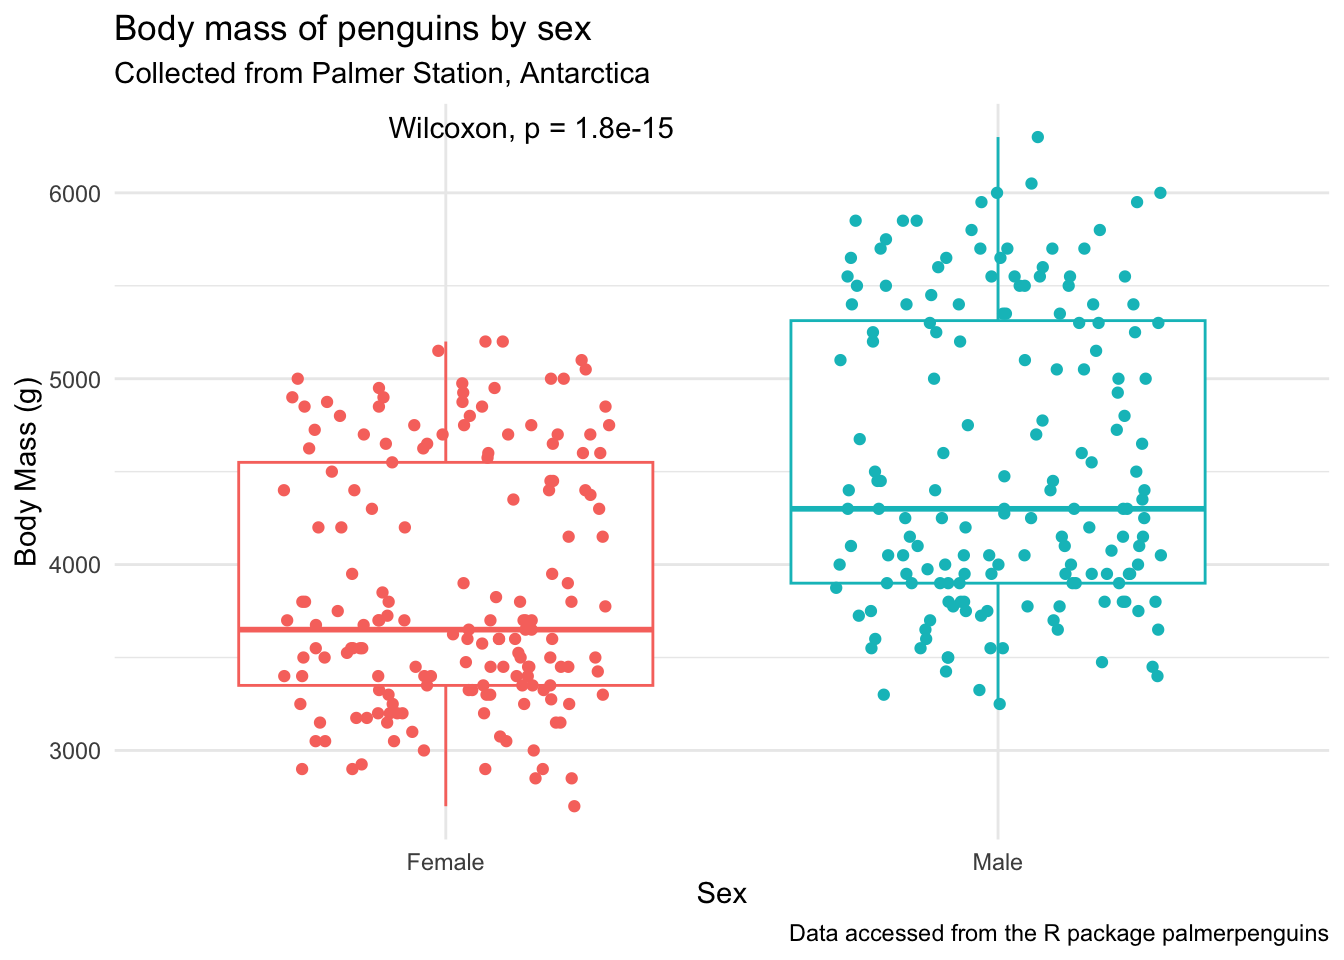 Body mass of penguins by sex
Collected from Palmer Station, Antarctica
Wilcoxon, p = 1.8e-15
6000
5000
4000
3000
Body Mass (g)
Female
Male
Sex
Data accessed from the R package palmerpenguins